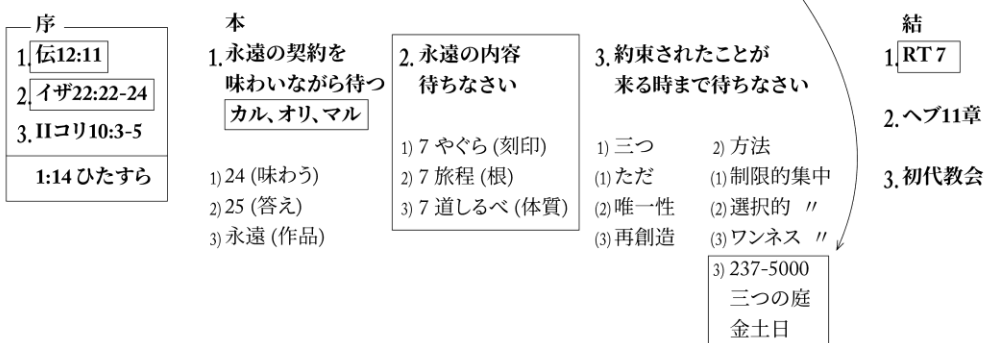 序
1. 伝12:11
2. イザ22:22-24
3. IIコリ10:3-5
1:14 ひたすら
本
1. 永遠の契約を
味わいながら待つ
カル、オリ、マル
1) 24 (味わう)
2) 25 (答え)
3) 永遠 (作品)
2. 永遠の内容
待ちなさい
1) 7 やぐら (刻印)
2) 7 旅程 (根)
3) 7 道しるべ (体質)
3. 約束されたことが
来る時まで待ちなさい
1) 三つ
(1) ただ
(2) 唯一性
(3) 再創造
2) 方法
(1) 制限的集中
(2) 選択的 〃
(3) ワンネス 〃
3) 237-5000
三つの庭
金土日
結
1. RT 7
2. ヘブ11章
3. 初代教会